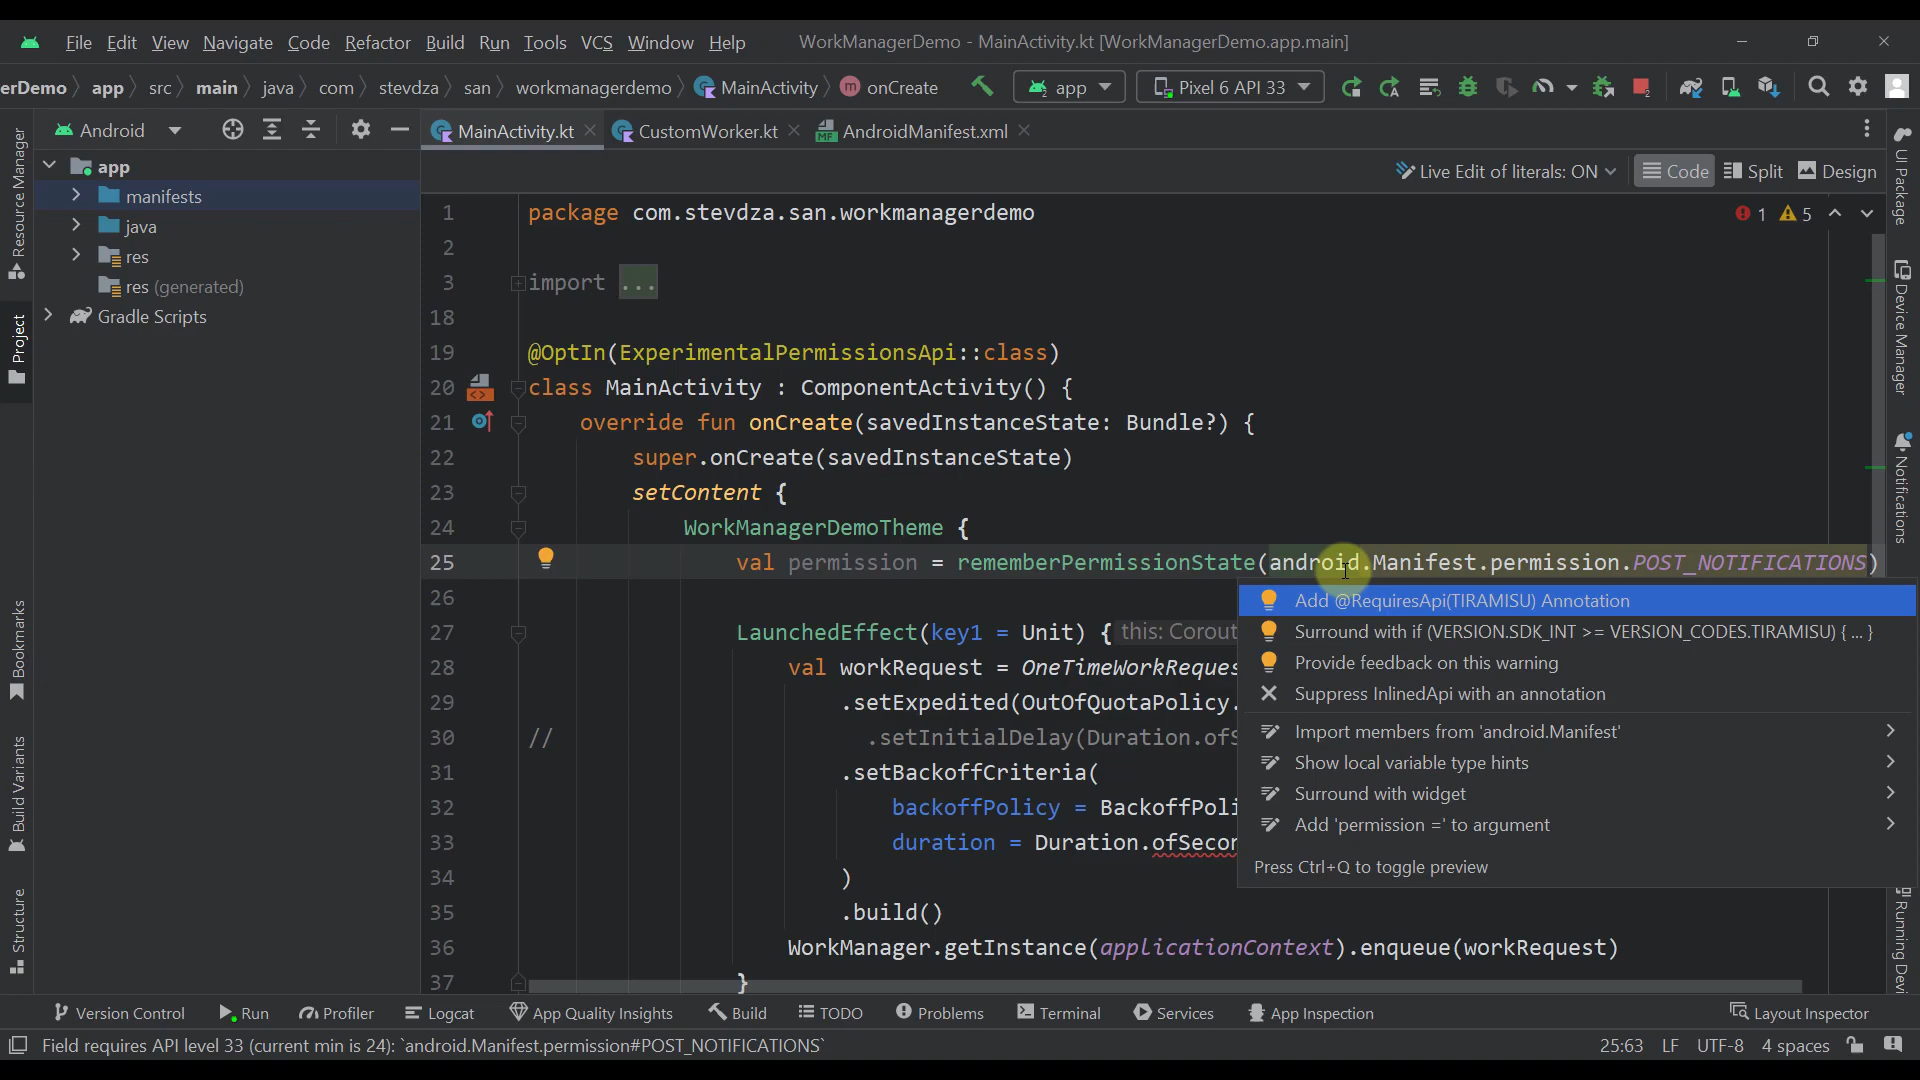 File Edit View Navigate Code Refactor Build Run Tools VCS Window Help WorkManagerDemo - MainActivity.kt [WorkManagerDemo.app.main]
erDemo app src main java com stevdza san workmanagerdemo MainActivity onCreate app Pixel 6 API 33
Android
MainActivity.kt CustomWorker.kt AndroidManifest.xml
Live Edit of literals: ON Code Split Design
Resource Manager
Project
Bookmarks
Build Variants
Structure
app
manifests
java
res
res (generated)
Gradle Scripts
1 package com.stevdza.san.workmanagerdemo
1 5
2
3 import ...
18
19 @OptIn(ExperimentalPermissionsApi::class)
20 class MainActivity : ComponentActivity() {
21 override fun onCreate(savedInstanceState: Bundle?) {
22 super.onCreate(savedInstanceState)
23 setContent {
24 WorkManagerDemoTheme {
25 val permission = rememberPermissionState(android.Manifest.permission.POST_NOTIFICATIONS)
26
27 LaunchedEffect(key1 = Unit) { this: Corout
28 val workRequest = OneTimeWorkReques
29 .setExpedited(OutOfQuotaPolicy.
30 // .setInitialDelay(Duration.ofS
31 .setBackoffCriteria(
32 backoffPolicy = BackoffPoli
33 duration = Duration.ofSecon
34 )
35 .build()
36 WorkManager.getInstance(applicationContext).enqueue(workRequest)
37 }
Add @RequiresApi(TIRAMISU) Annotation
Surround with if (VERSION.SDK_INT >= VERSION_CODES.TIRAMISU) { ... }
Provide feedback on this warning
Suppress InlinedApi with an annotation
Import members from 'android.Manifest'
Show local variable type hints
Surround with widget
Add 'permission =' to argument
Press Ctrl+Q to toggle preview
UI Package
Device Manager
Notifications
Running Devi
Version Control Run Profiler Logcat App Quality Insights Build TODO Problems Terminal Services App Inspection Layout Inspector
Field requires API level 33 (current min is 24): `android.Manifest.permission#POST_NOTIFICATIONS` 25:63 LF UTF-8 4 spaces